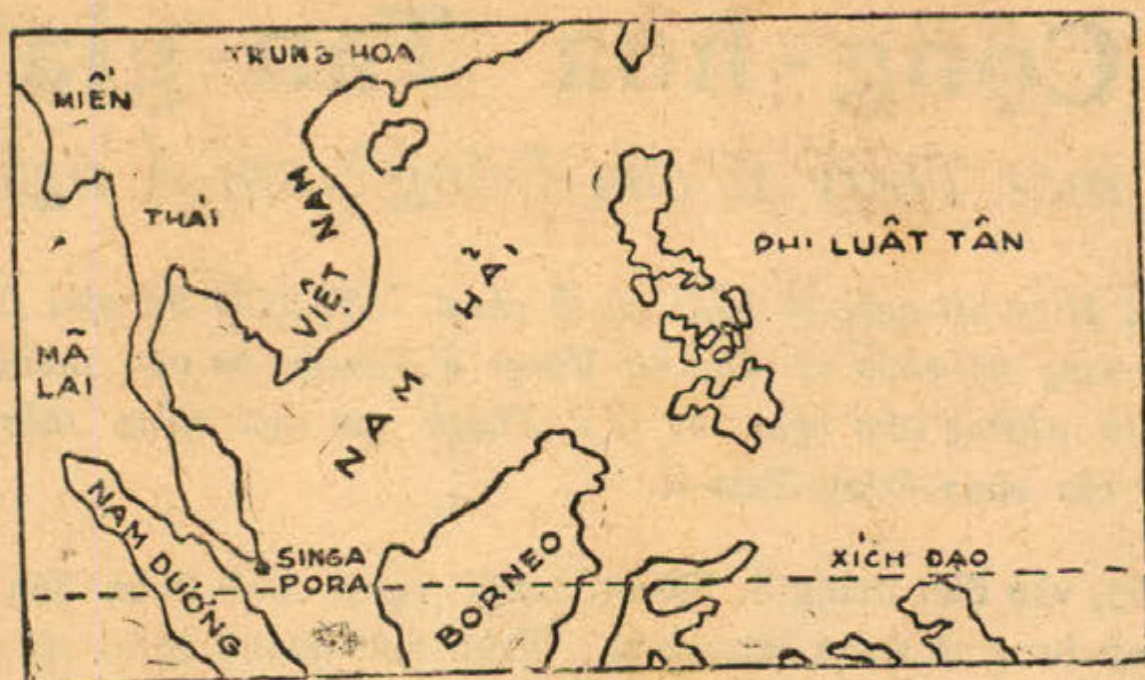 TRUNG HOA
MIẾN
THÁI
VIỆT NAM
NAM HẢI
PHI LUẬT TÂN
MÃ
LAI
NAM DƯƠNG
SINGA
PORA
BORNEO
XÍCH ĐẠO